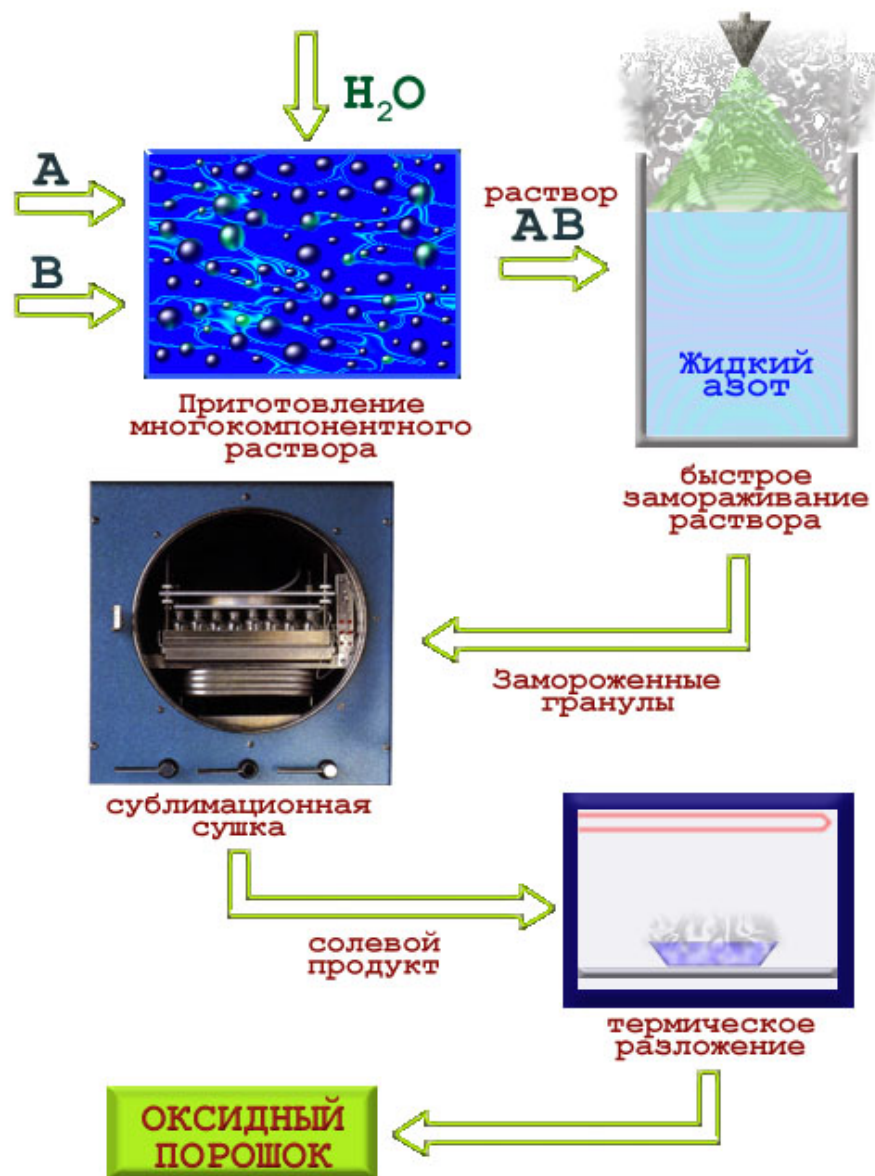 H₂O
А
В
раствор
АВ
Жидкий
азот
Приготовление
многокомпонентного
раствора
быстрое
замораживание
раствора
Замороженные
гранулы
сублимационная
сушка
солевой
продукт
термическое
разложение
ОКСИДНЫЙ
ПОРОШОК